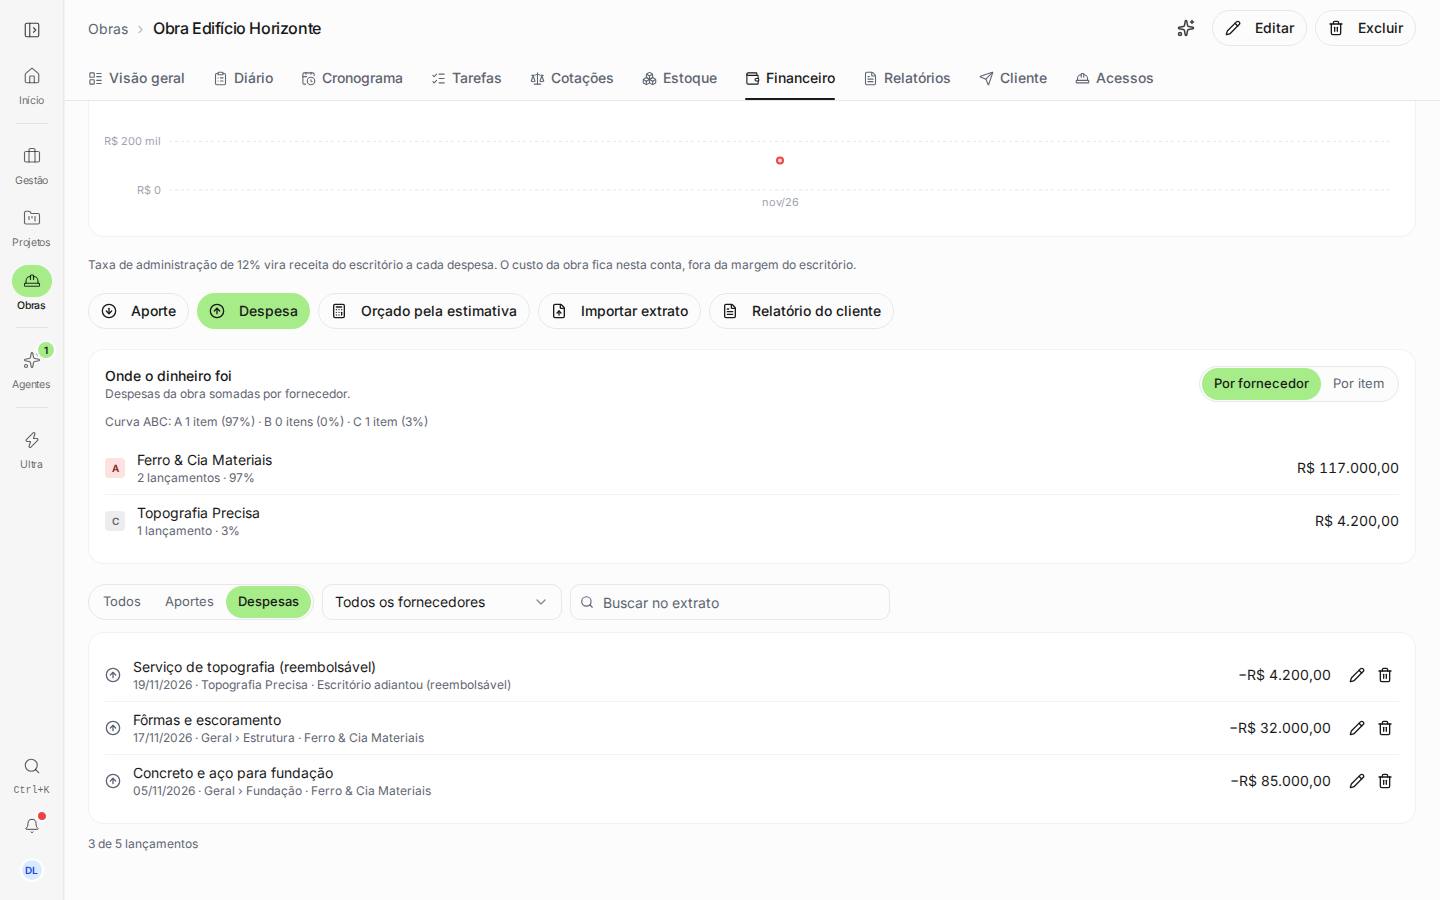 Obras
Obra Edifício Horizonte
Editar
Excluir
Visão geral
Diário
Cronograma
Tarefas
Cotações
Estoque
Financeiro
Relatórios
Cliente
Acessos
Início
Gestão
Projetos
Obras
1
Agentes
Ultra
Ctrl+K
DL
R$ 200 mil
R$ 0
nov/26
Taxa de administração de 12% vira receita do escritório a cada despesa. O custo da obra fica nesta conta, fora da margem do escritório.
Aporte
Despesa
Orçado pela estimativa
Importar extrato
Relatório do cliente
Onde o dinheiro foi
Despesas da obra somadas por fornecedor.
Por fornecedor
Por item
Curva ABC: A 1 item (97%) · B 0 itens (0%) · C 1 item (3%)
A
Ferro & Cia Materiais
2 lançamentos · 97%
R$ 117.000,00
C
Topografia Precisa
1 lançamento · 3%
R$ 4.200,00
Todos
Aportes
Despesas
Todos os fornecedores
Buscar no extrato
Serviço de topografia (reembolsável)
19/11/2026 · Topografia Precisa · Escritório adiantou (reembolsável)
−R$ 4.200,00
Fôrmas e escoramento
17/11/2026 · Geral › Estrutura · Ferro & Cia Materiais
−R$ 32.000,00
Concreto e aço para fundação
05/11/2026 · Geral › Fundação · Ferro & Cia Materiais
−R$ 85.000,00
3 de 5 lançamentos